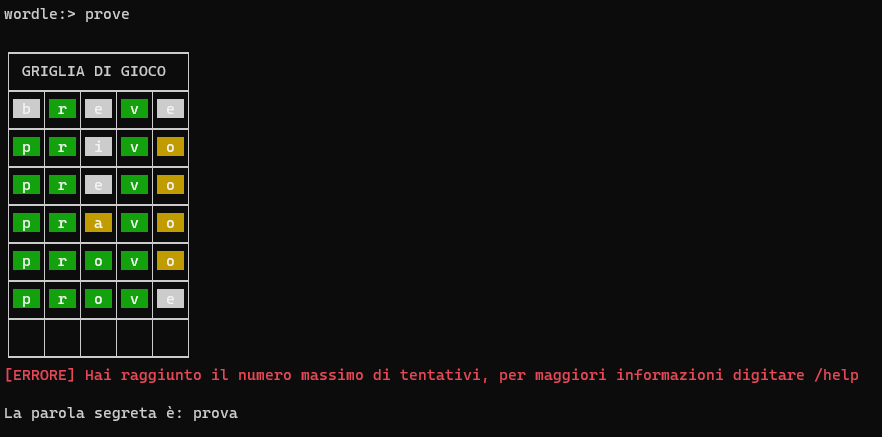 wordle:> prove
GRIGLIA DI GIOCO
b r e v e
p r i v o
p r e v o
p r a v o
p r o v o
p r o v e
[ERRORE] Hai raggiunto il numero massimo di tentativi, per maggiori informazioni digitare /help
La parola segreta è: prova